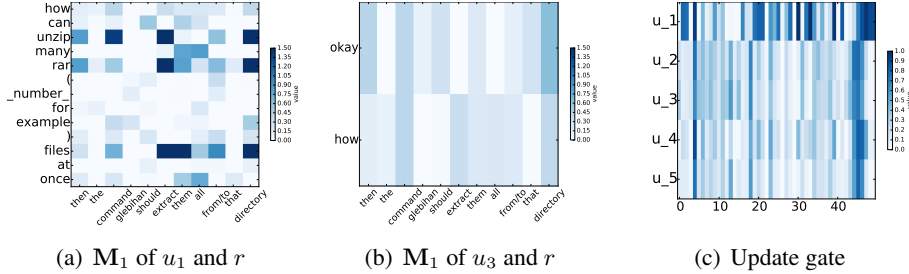 how
can
unzip
many
rar
(
_number_
for
example
)
files
at
once
then the command glebihan should extract them all from/to that directory
1.50
1.35
1.20
1.05
0.90
0.75
0.60
0.45
0.30
0.15
0.00
value
okay
how
then the command glebihan should extract them all from/to that directory
1.50
1.35
1.20
1.05
0.90
0.75
0.60
0.45
0.30
0.15
0.00
value
u_1
u_2
u_3
u_4
u_5
0 10 20 30 40
1.0
0.9
0.8
0.7
0.6
0.5
0.4
0.3
0.2
0.1
0.0
value
(a) M₁ of u₁ and r
(b) M₁ of u₃ and r
(c) Update gate